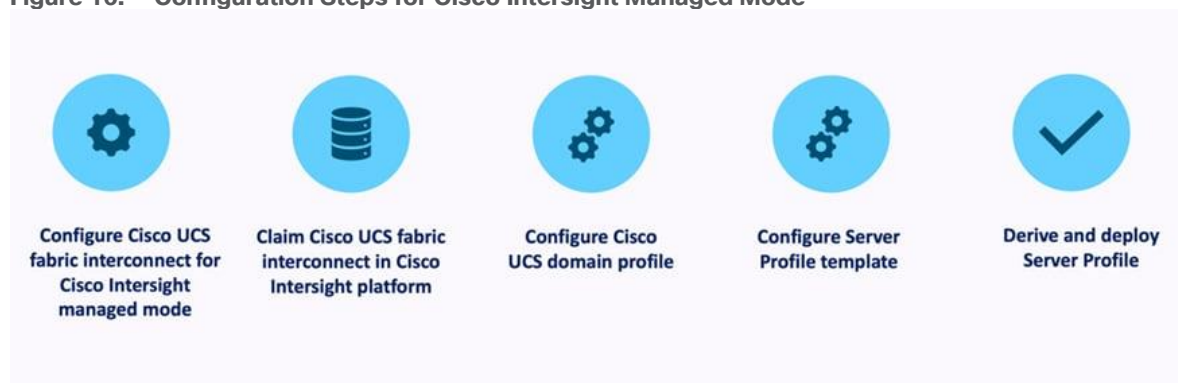 Figure 10. Configuration Steps for Cisco Intersight Managed Mode
Configure Cisco UCS
fabric interconnect for
Cisco Intersight
managed mode
Claim Cisco UCS fabric
interconnect in Cisco
Intersight platform
Configure Cisco
UCS domain profile
Configure Server
Profile template
Derive and deploy
Server Profile